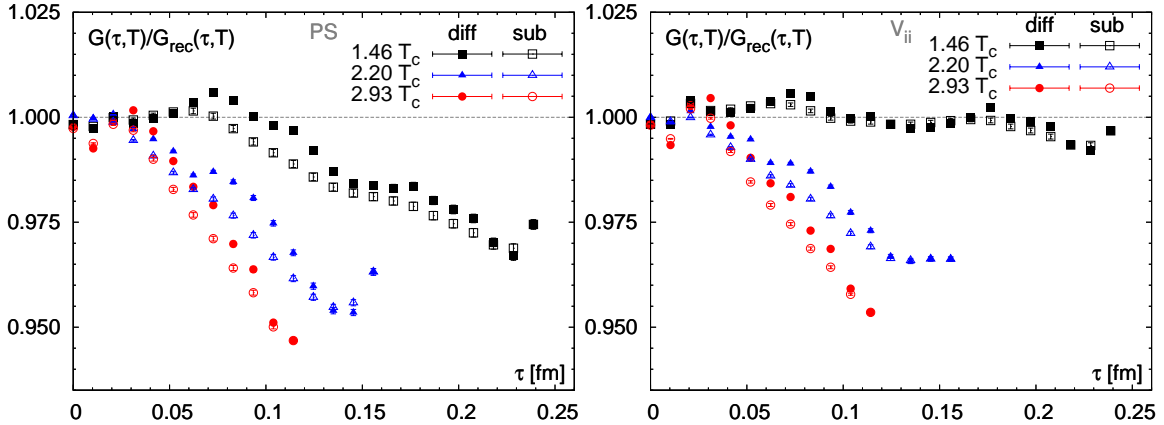 1.025
1.000
0.975
0.950
G(τ,T)/G_rec(τ,T)
PS
diff sub
1.46 T_c
2.20 T_c
2.93 T_c
τ [fm]
0 0.05 0.1 0.15 0.2 0.25
1.025
1.000
0.975
0.950
G(τ,T)/G_rec(τ,T)
V_ii
diff sub
1.46 T_c
2.20 T_c
2.93 T_c
τ [fm]
0 0.05 0.1 0.15 0.2 0.25